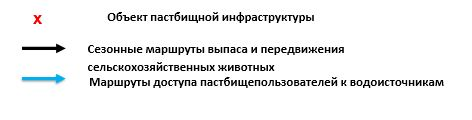 х Объект пастбищной инфраструктуры
Сезонные маршруты выпаса и передвижения
сельскохозяйственных животных
Маршруты доступа пастбищепользователей к водоисточникам